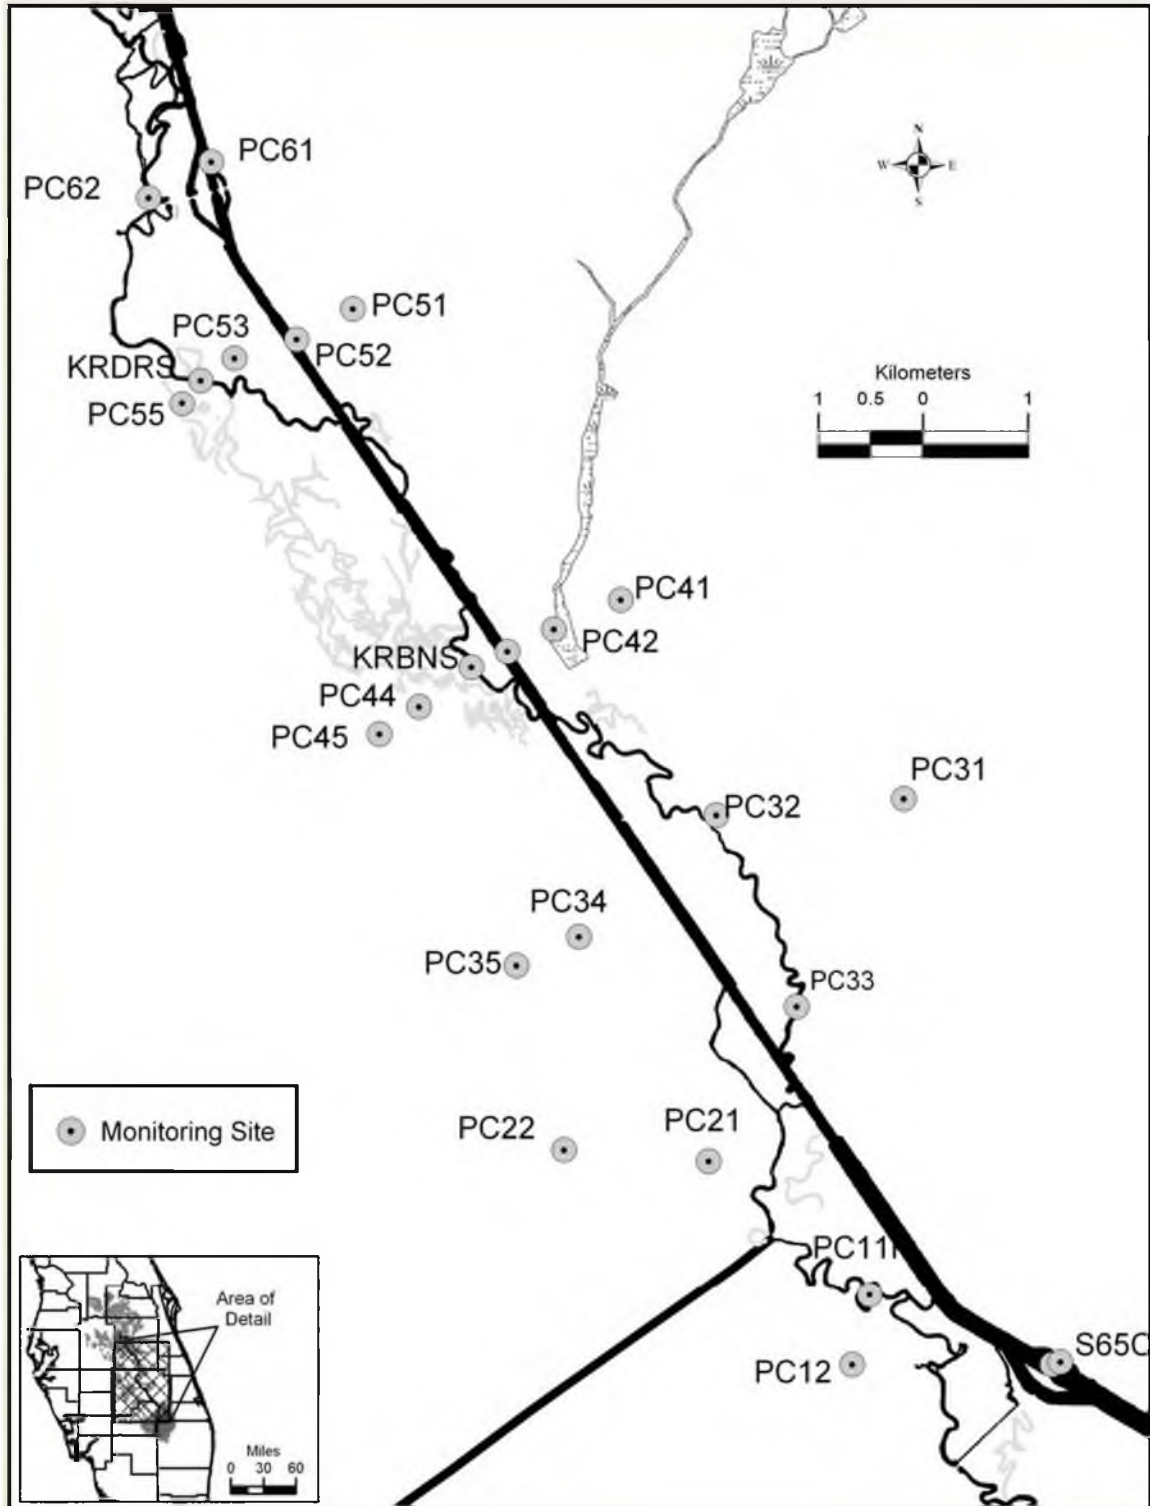 N
W E
S
PC61
PC62
PC51
PC53
PC52
KRDRS
PC55
Kilometers
1 0.5 0 1
PC41
PC42
KRBNS
PC44
PC45
PC31
PC32
PC34
PC35
PC33
PC22
PC21
Monitoring Site
PC11
S65C
PC12
Area of
Detail
Miles
0 30 60